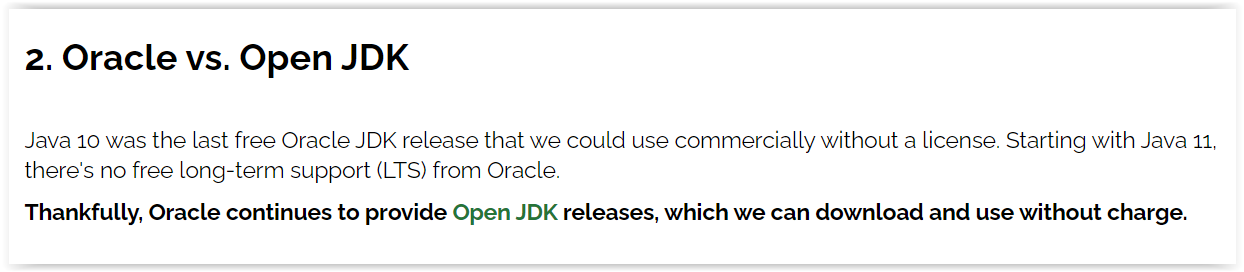 2. Oracle vs. Open JDK
Java 10 was the last free Oracle JDK release that we could use commercially without a license. Starting with Java 11,
there's no free long-term support (LTS) from Oracle.
Thankfully, Oracle continues to provide Open JDK releases, which we can download and use without charge.